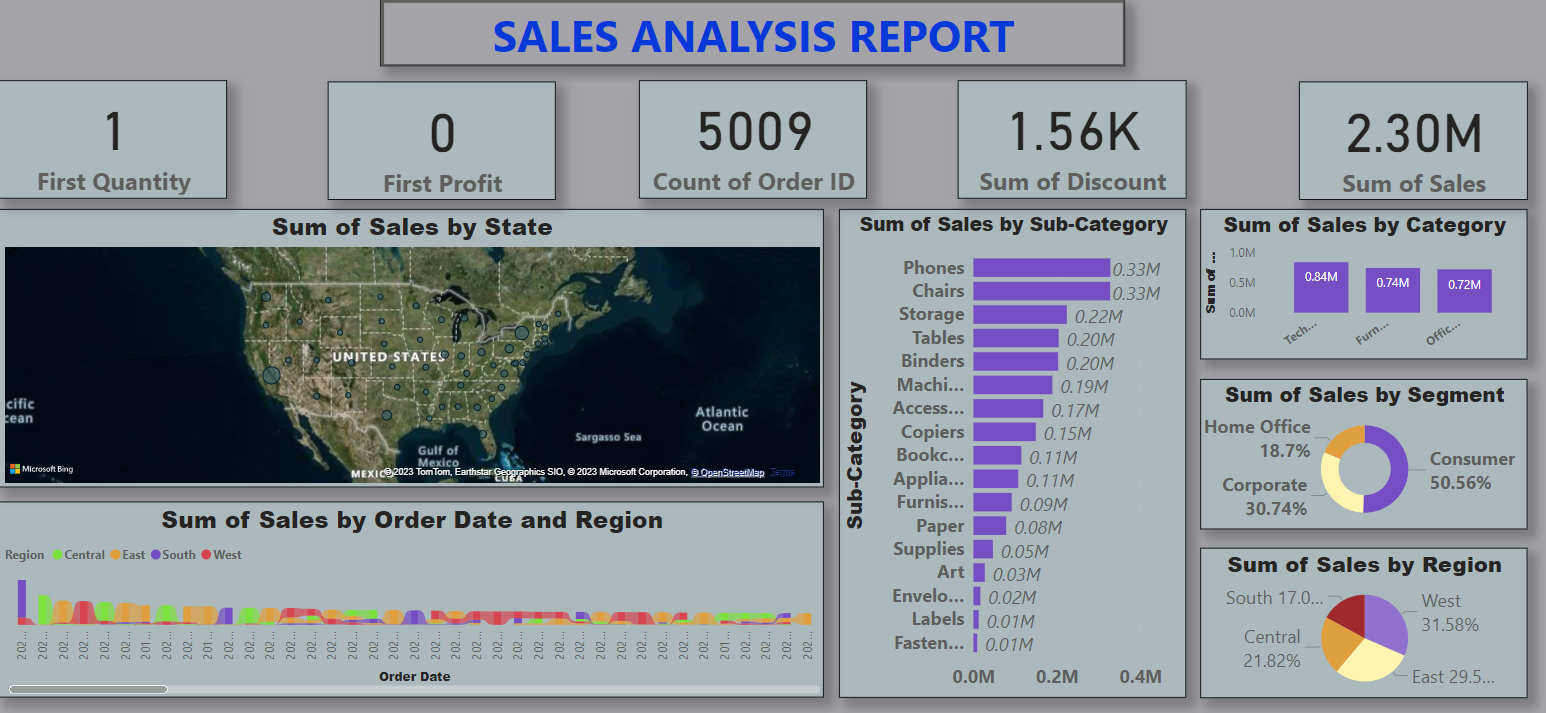 SALES ANALYSIS REPORT
1
First Quantity
0
First Profit
5009
Count of Order ID
1.56K
Sum of Discount
2.30M
Sum of Sales
Sum of Sales by State
UNITED STATES
cific
cean
Atlantic
Ocean
Sargasso Sea
Gulf of
Mexico
MEXIC
CUBA
Microsoft Bing
© 2023 TomTom, Earthstar Geographics SIO, © 2023 Microsoft Corporation, © OpenStreetMap Terms
Sum of Sales by Order Date and Region
Region Central East South West
202... 202... 202... 202... 202... 202... 201... 202... 202... 202... 202...
Order Date
Sum of Sales by Sub-Category
Sub-Category
Phones 0.33M
Chairs 0.33M
Storage 0.22M
Tables 0.20M
Binders 0.20M
Machi... 0.19M
Access... 0.17M
Copiers 0.15M
Bookc... 0.11M
Applia... 0.11M
Furnis... 0.09M
Paper 0.08M
Supplies 0.05M
Art 0.03M
Envelo... 0.02M
Labels 0.01M
Fasten... 0.01M
0.0M 0.2M 0.4M
Sum of Sales by Category
Sum of ...
1.0M
0.5M
0.0M
0.84M 0.74M 0.72M
Tech... Furn... Offic...
Sum of Sales by Segment
Home Office
18.7%
Corporate
30.74%
Consumer
50.56%
Sum of Sales by Region
South 17.0...
Central
21.82%
West
31.58%
East 29.5...